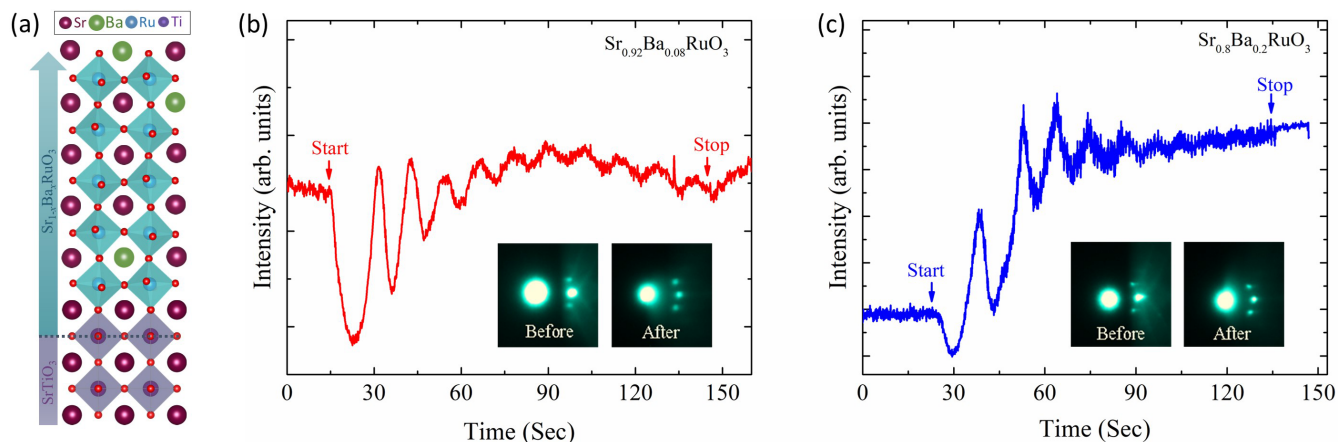 (a)
Sr Ba Ru Ti
Sr₁₋ₓBaₓRuO₃
SrTiO₃
(b)
Sr₀.₉₂Ba₀.₀₈RuO₃
Start
Stop
Before
After
Intensity (arb. units)
0 30 60 90 120 150
Time (Sec)
(c)
Sr₀.₈Ba₀.₂RuO₃
Stop
Start
Before
After
Intensity (arb. units)
0 30 60 90 120 150
Time (Sec)